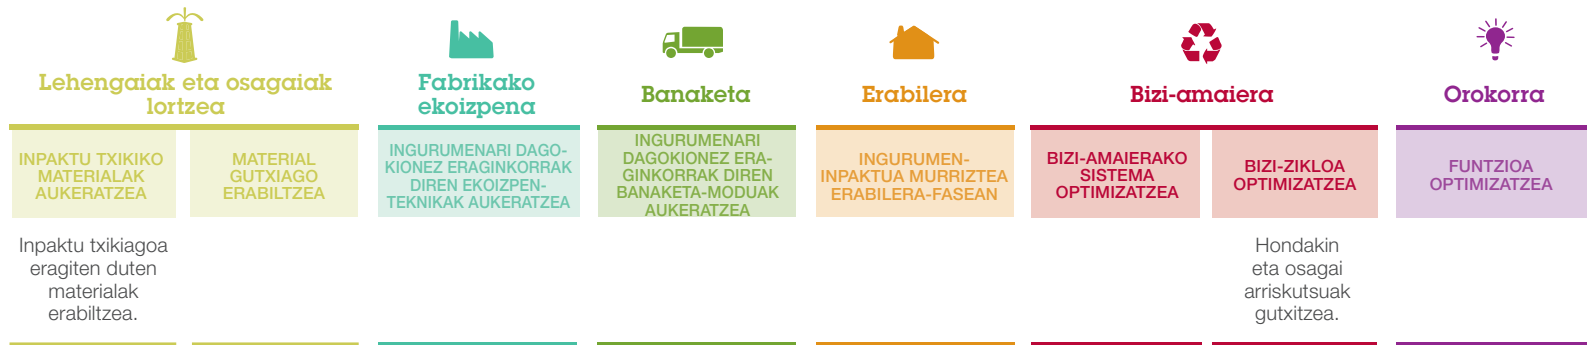 Lehengaiak eta osagaiak
lortzea
Fabrikako
ekoizpena
Banaketa
Erabilera
Bizi-amaiera
Orokorra
INPAKTU TXIKIKO
MATERIALAK
AUKERATZEA
MATERIAL
GUTXIAGO
ERABILTZEA
INGURUMENARI DAGO-
KIONEZ ERAGINKORRAK
DIREN EKOIZPEN-
TEKNIKAK AUKERATZEA
INGURUMENARI
DAGOKIONEZ ERA-
GINKORRAK DIREN
BANAKETA-MODUAK
AUKERATZEA
INGURUMEN-
INPAKTUA MURRIZTEA
ERABILERA-FASEAN
BIZI-AMAIERAKO
SISTEMA
OPTIMIZATZEA
BIZI-ZIKLOA
OPTIMIZATZEA
FUNTZIOA
OPTIMIZATZEA
Inpaktu txikiagoa
eragiten duten
materialak
erabiltzea.
Hondakin
eta osagai
arriskutsuak
gutxitzea.